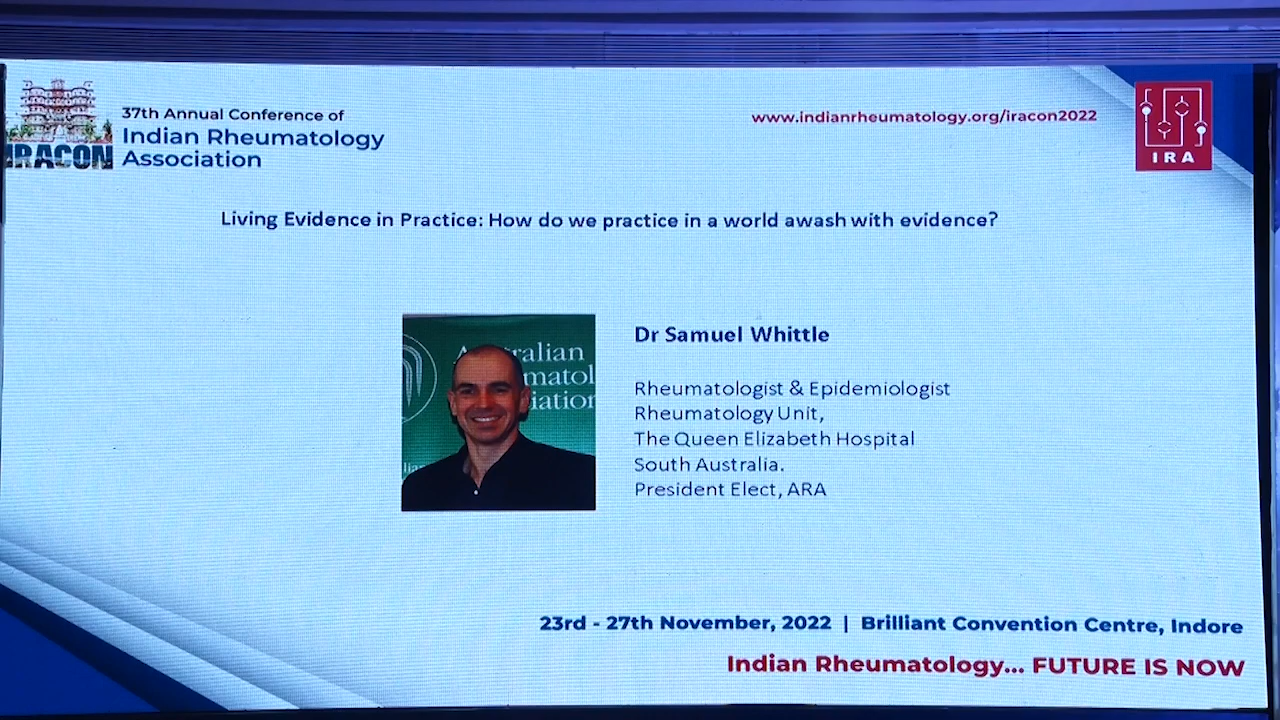 37th Annual Conference of
Indian Rheumatology
Association
IRACON
www.indianrheumatology.org/iracon2022
IRA
Living Evidence in Practice: How do we practice in a world awash with evidence?
Australian
Dr Samuel Whittle
Rheumatologist & Epidemiologist
Rheumatology Unit,
The Queen Elizabeth Hospital
South Australia.
President Elect, ARA
23rd - 27th November, 2022 | Brilliant Convention Centre, Indore
Indian Rheumatology... FUTURE IS NOW